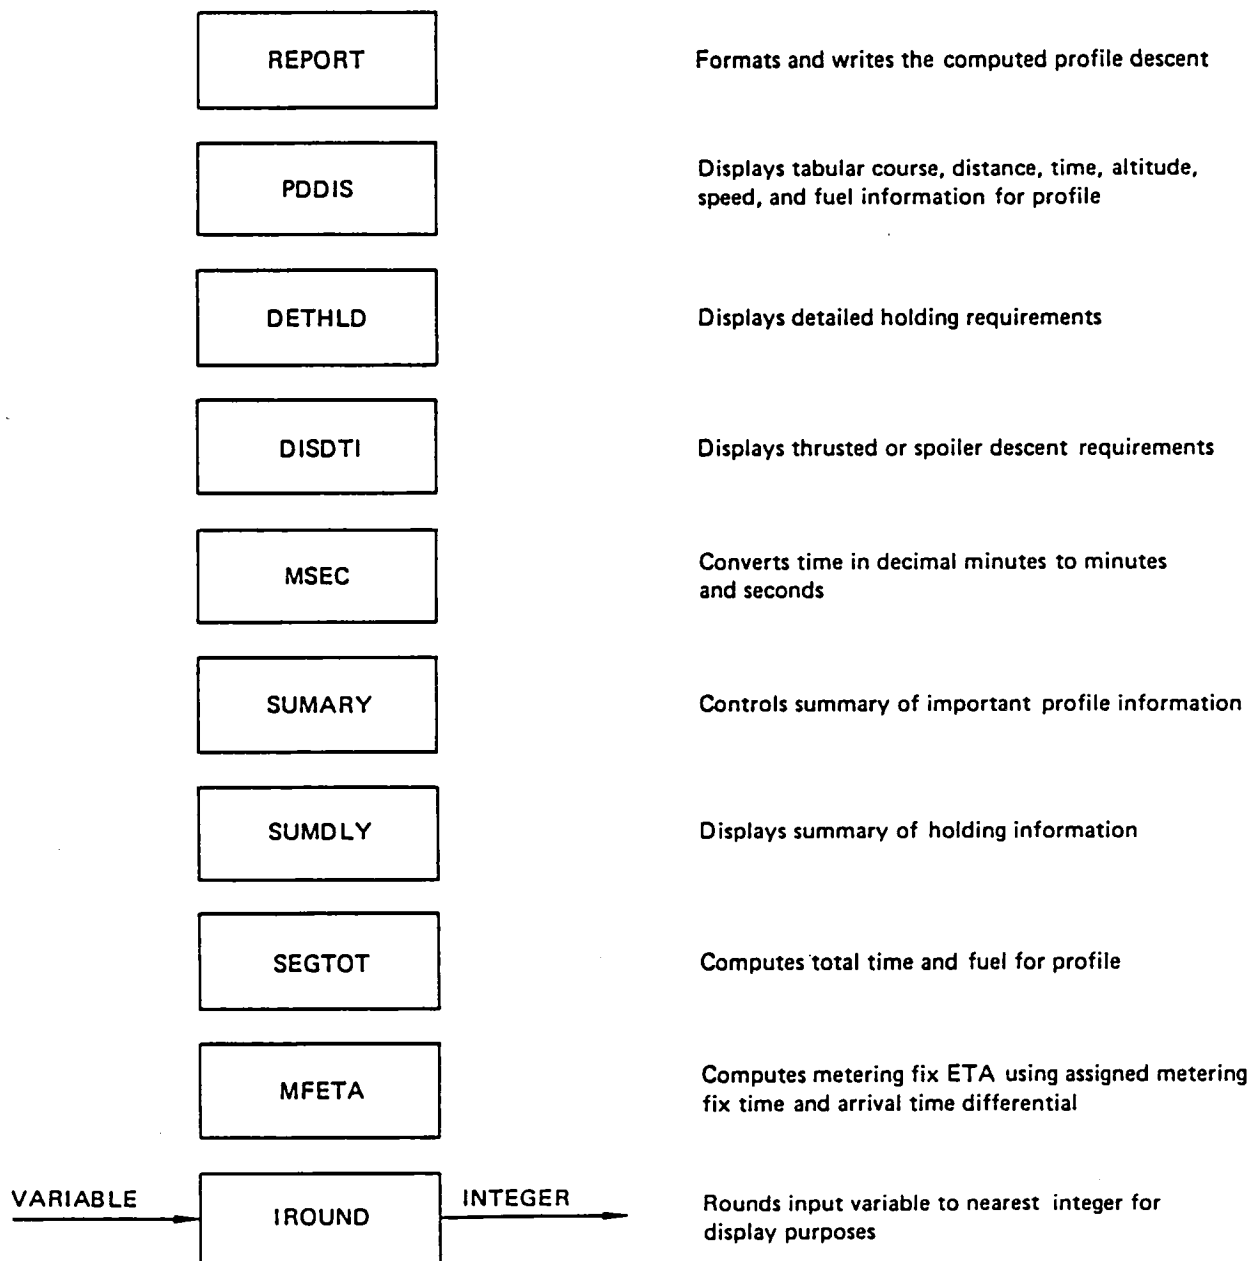 REPORT
Formats and writes the computed profile descent
PDDIS
Displays tabular course, distance, time, altitude,
speed, and fuel information for profile
DETHLD
Displays detailed holding requirements
DISDTI
Displays thrusted or spoiler descent requirements
MSEC
Converts time in decimal minutes to minutes
and seconds
SUMARY
Controls summary of important profile information
SUMDLY
Displays summary of holding information
SEGTOT
Computes total time and fuel for profile
MFETA
Computes metering fix ETA using assigned metering
fix time and arrival time differential
VARIABLE
IROUND
INTEGER
Rounds input variable to nearest integer for
display purposes